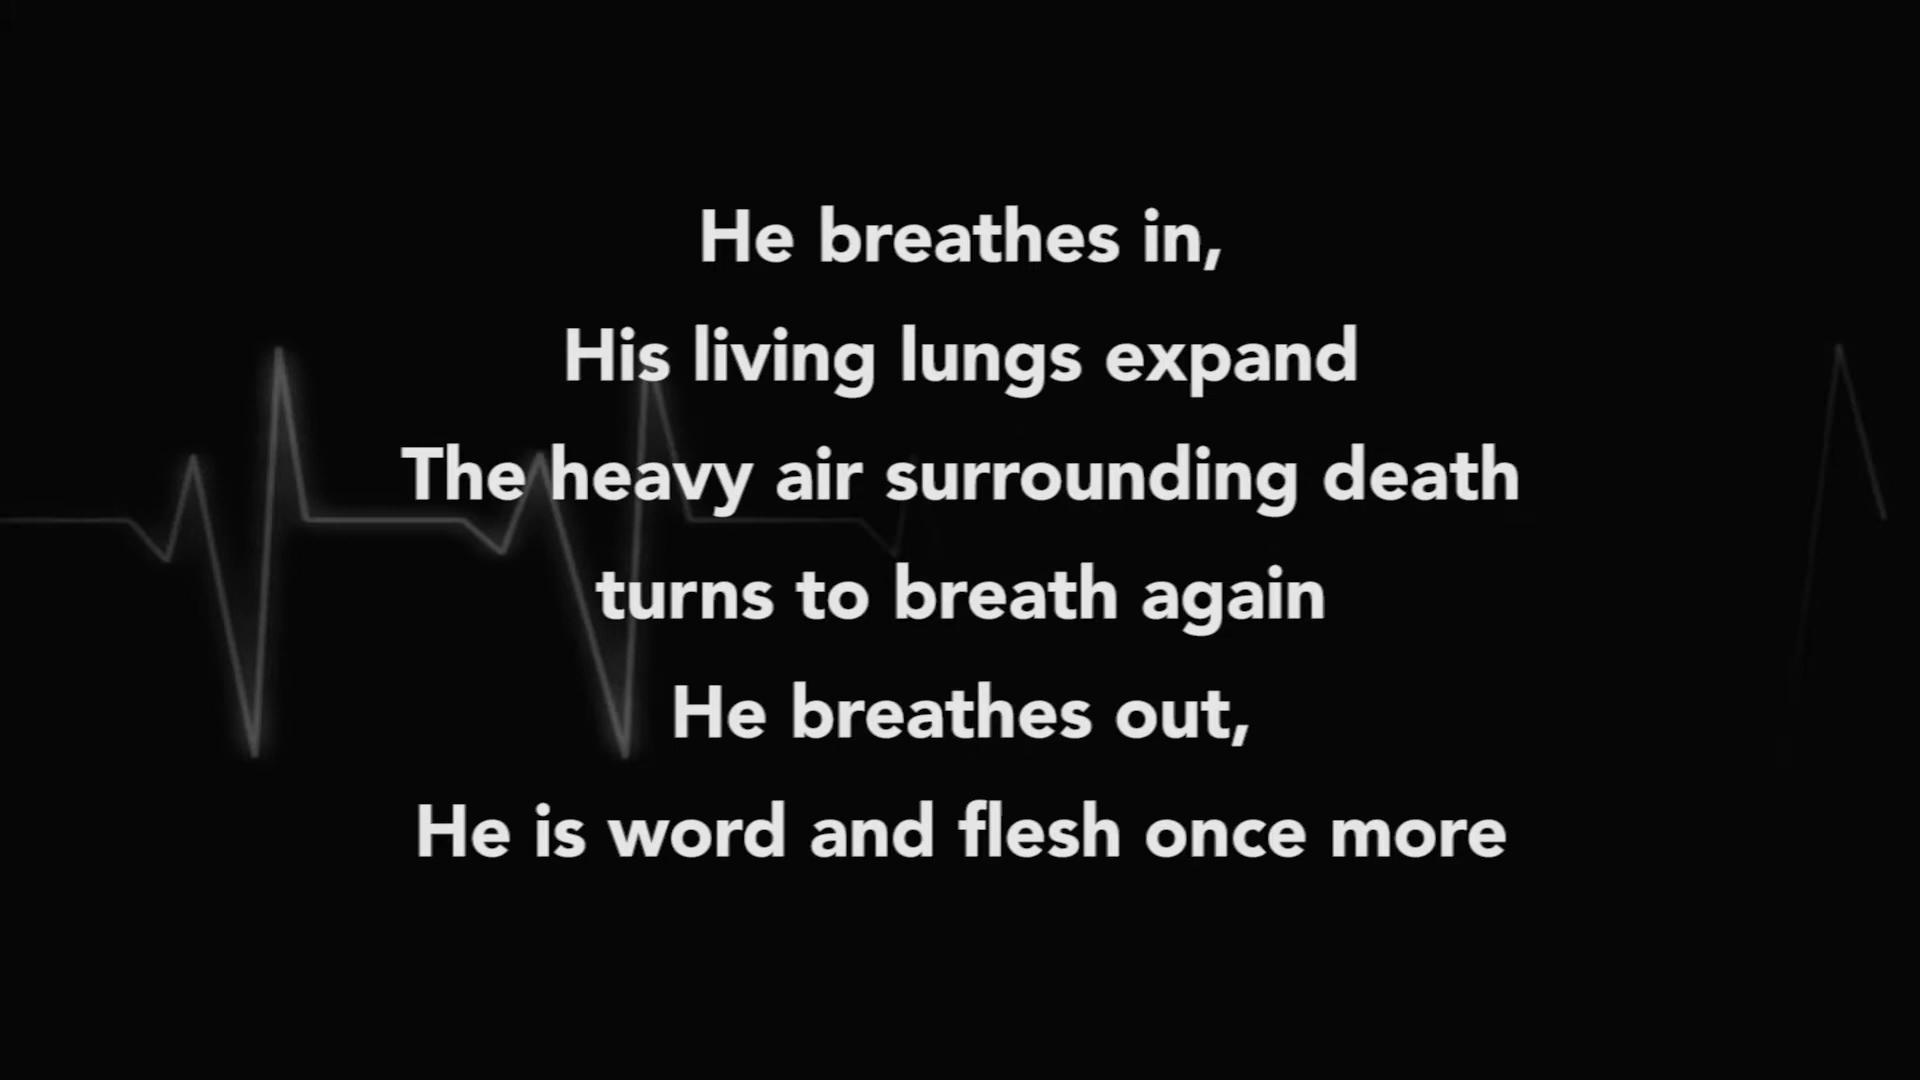 He breathes in,
His living lungs expand
The heavy air surrounding death
turns to breath again
He breathes out,
He is word and flesh once more